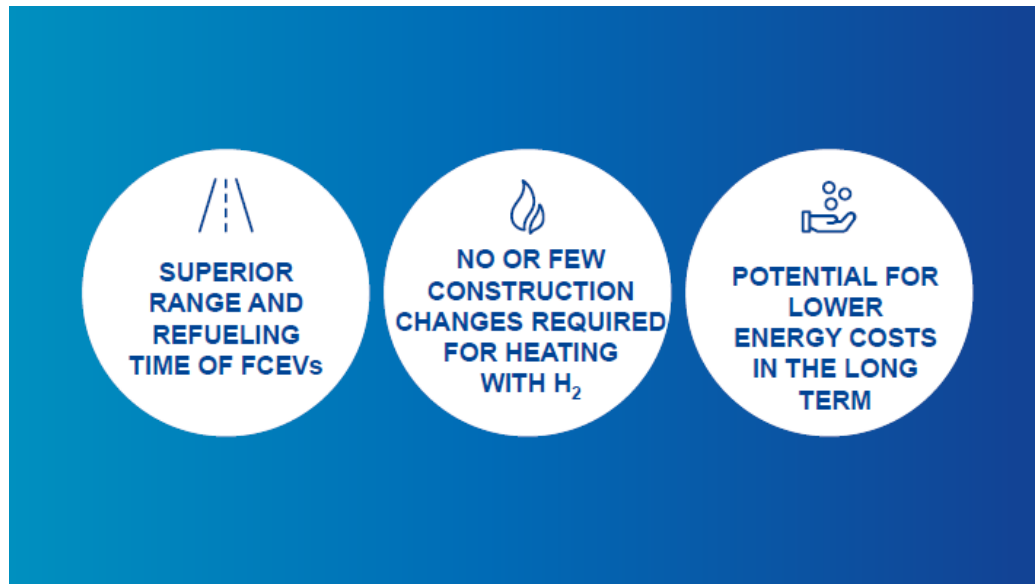 SUPERIOR
RANGE AND
REFUELING
TIME OF FCEVs
NO OR FEW
CONSTRUCTION
CHANGES REQUIRED
FOR HEATING
WITH H₂
POTENTIAL FOR
LOWER
ENERGY COSTS
IN THE LONG
TERM